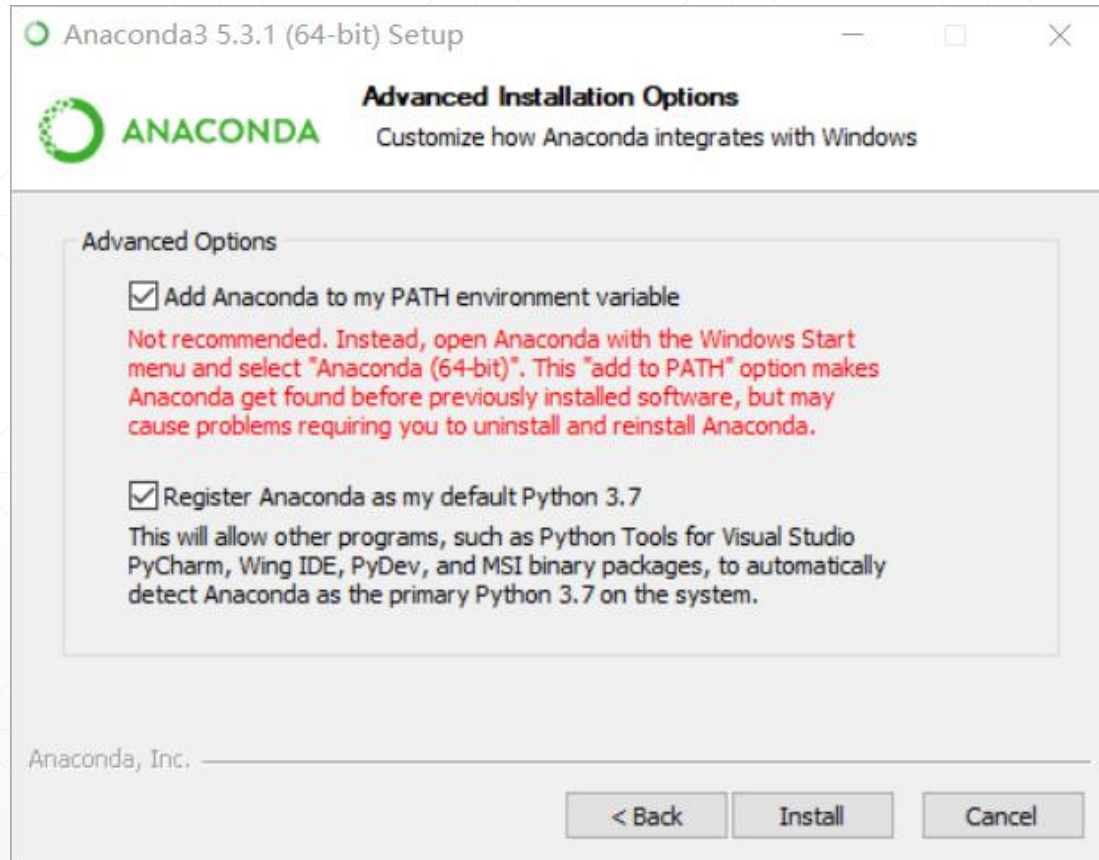 Anaconda3 5.3.1 (64-bit) Setup
ANACONDA
Advanced Installation Options
Customize how Anaconda integrates with Windows
Advanced Options
Add Anaconda to my PATH environment variable
Not recommended. Instead, open Anaconda with the Windows Start
menu and select "Anaconda (64-bit)". This "add to PATH" option makes
Anaconda get found before previously installed software, but may
cause problems requiring you to uninstall and reinstall Anaconda.
Register Anaconda as my default Python 3.7
This will allow other programs, such as Python Tools for Visual Studio
PyCharm, Wing IDE, PyDev, and MSI binary packages, to automatically
detect Anaconda as the primary Python 3.7 on the system.
Anaconda, Inc.
< Back
Install
Cancel